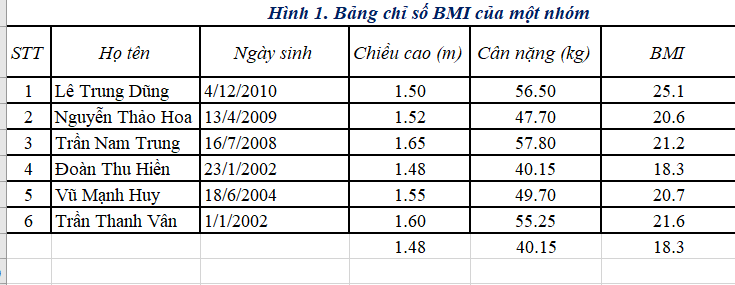 Hình 1. Bảng chỉ số BMI của một nhóm
STT Họ tên Ngày sinh Chiều cao (m) Cân nặng (kg) BMI
1 Lê Trung Dũng 4/12/2010 1.50 56.50 25.1
2 Nguyễn Thảo Hoa 13/4/2009 1.52 47.70 20.6
3 Trần Nam Trung 16/7/2008 1.65 57.80 21.2
4 Đoàn Thu Hiền 23/1/2002 1.48 40.15 18.3
5 Vũ Mạnh Huy 18/6/2004 1.55 49.70 20.7
6 Trần Thanh Vân 1/1/2002 1.60 55.25 21.6
1.48 40.15 18.3